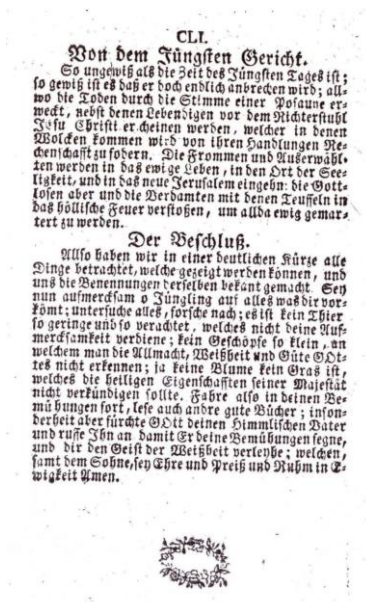 CLI.
Von dem Jüngsten Gericht.
So ungewiß als die Zeit des Jüngsten Tages ist;
so gewiß ist es daß er doch endlich anbrechen wird; all-
wo die Toden durch die Stimme einer Posaune er-
weckt, nebst denen Lebendigen vor dem Richterstuhl
Jesu Christi erscheinen werden, welcher in denen
Wolcken kommen wird von ihren Handlungen Re-
chenschafft zu fodern. Die Frommen und Auserwähl-
ten werden in das ewige Leben, in den Ort der See-
ligkeit, und in das neue Jerusalem eingehn: die Gott-
losen aber und die Verdamten mit denen Teuffeln in
das höllische Feuer verstoßen, um allda ewig gemar-
tert zu werden.
Der Beschluß.
Allso haben wir in einer deutlichen Kürze alle
Dinge betrachtet, welche gezeigt werden können, und
uns die Benennungen derselben bekant gemacht. Sey
nun aufmercksam o Jüngling auf alles was dir vor-
kömt; untersuche alles, forsche nach; es ist kein Thier
so geringe und so verachtet, welches nicht deine Auf-
mercksamkeit verdiene; kein Geschöpfe so klein, an
welchem man die Allmacht, Weißheit und Güte GOt-
tes nicht erkennen; ja keine Blume kein Gras ist,
welches die heiligen Eigenschafften seiner Majestät
nicht verkündigen sollte. Fahre also in deinen Be-
mühungen fort, lese auch andre gute Bücher; inson-
derheit aber fürchte GOtt deinen Himmlischen Vater
und ruffe Ihn an damit Er deine Bemühungen segne,
und dir den Geist der Weißheit verleyhe; welchen,
samt dem Sohne, sey Ehre und Preiß und Ruhm in E-
wigkeit Amen.